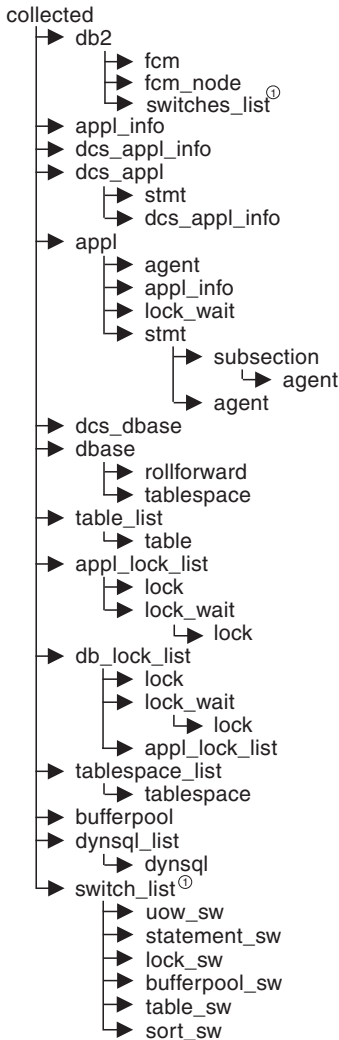 collected
db2
fcm
fcm_node
switches_list①
appl_info
dcs_appl_info
dcs_appl
stmt
dcs_appl_info
appl
agent
appl_info
lock_wait
stmt
subsection
agent
agent
dcs_dbase
dbase
rollforward
tablespace
table_list
table
appl_lock_list
lock
lock_wait
lock
db_lock_list
lock
lock_wait
lock
appl_lock_list
tablespace_list
tablespace
bufferpool
dynsql_list
dynsql
switch_list①
uow_sw
statement_sw
lock_sw
bufferpool_sw
table_sw
sort_sw